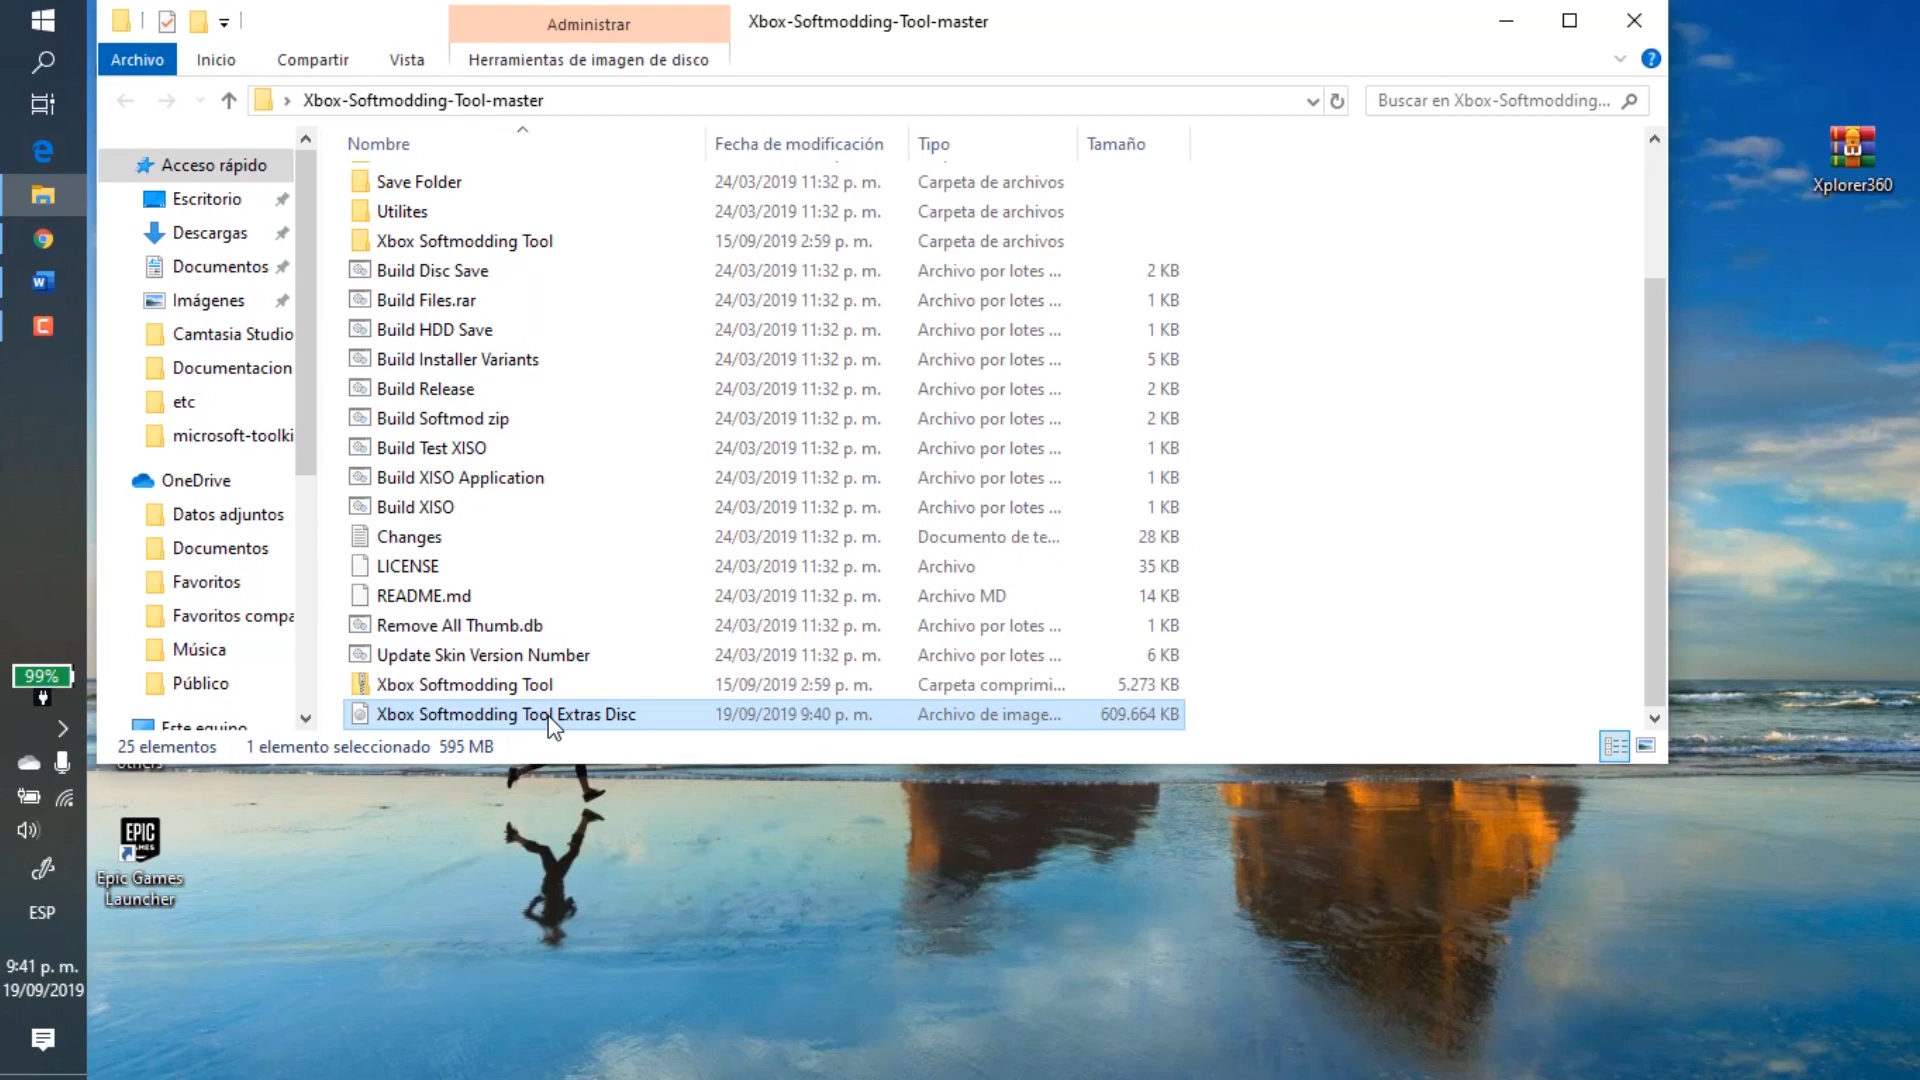 Administrar
Xbox-Softmodding-Tool-master
Archivo
Inicio
Compartir
Vista
Herramientas de imagen de disco
?
Xbox-Softmodding-Tool-master
Buscar en Xbox-Softmodding...
Acceso rápido
Escritorio
Descargas
Documentos
Imágenes
Camtasia Studio
Documentacion
etc
microsoft-toolki
OneDrive
Datos adjuntos
Documentos
Favoritos
Favoritos compa
Música
Público
Este equipo
Nombre Fecha de modificación Tipo Tamaño
Save Folder 24/03/2019 11:32 p. m. Carpeta de archivos
Utilites 24/03/2019 11:32 p. m. Carpeta de archivos
Xbox Softmodding Tool 15/09/2019 2:59 p. m. Carpeta de archivos
Build Disc Save 24/03/2019 11:32 p. m. Archivo por lotes ... 2 KB
Build Files.rar 24/03/2019 11:32 p. m. Archivo por lotes ... 1 KB
Build HDD Save 24/03/2019 11:32 p. m. Archivo por lotes ... 1 KB
Build Installer Variants 24/03/2019 11:32 p. m. Archivo por lotes ... 5 KB
Build Release 24/03/2019 11:32 p. m. Archivo por lotes ... 2 KB
Build Softmod zip 24/03/2019 11:32 p. m. Archivo por lotes ... 2 KB
Build Test XISO 24/03/2019 11:32 p. m. Archivo por lotes ... 1 KB
Build XISO Application 24/03/2019 11:32 p. m. Archivo por lotes ... 1 KB
Build XISO 24/03/2019 11:32 p. m. Archivo por lotes ... 1 KB
Changes 24/03/2019 11:32 p. m. Documento de te... 28 KB
LICENSE 24/03/2019 11:32 p. m. Archivo 35 KB
README.md 24/03/2019 11:32 p. m. Archivo MD 14 KB
Remove All Thumb.db 24/03/2019 11:32 p. m. Archivo por lotes ... 1 KB
Update Skin Version Number 24/03/2019 11:32 p. m. Archivo por lotes ... 6 KB
Xbox Softmodding Tool 15/09/2019 2:59 p. m. Carpeta comprimi... 5.273 KB
Xbox Softmodding Tool Extras Disc 19/09/2019 9:40 p. m. Archivo de image... 609.664 KB
25 elementos 1 elemento seleccionado 595 MB
Xplorer360
others
EPIC
GAMES
Epic Games
Launcher
99%
ESP
9:41 p. m.
19/09/2019